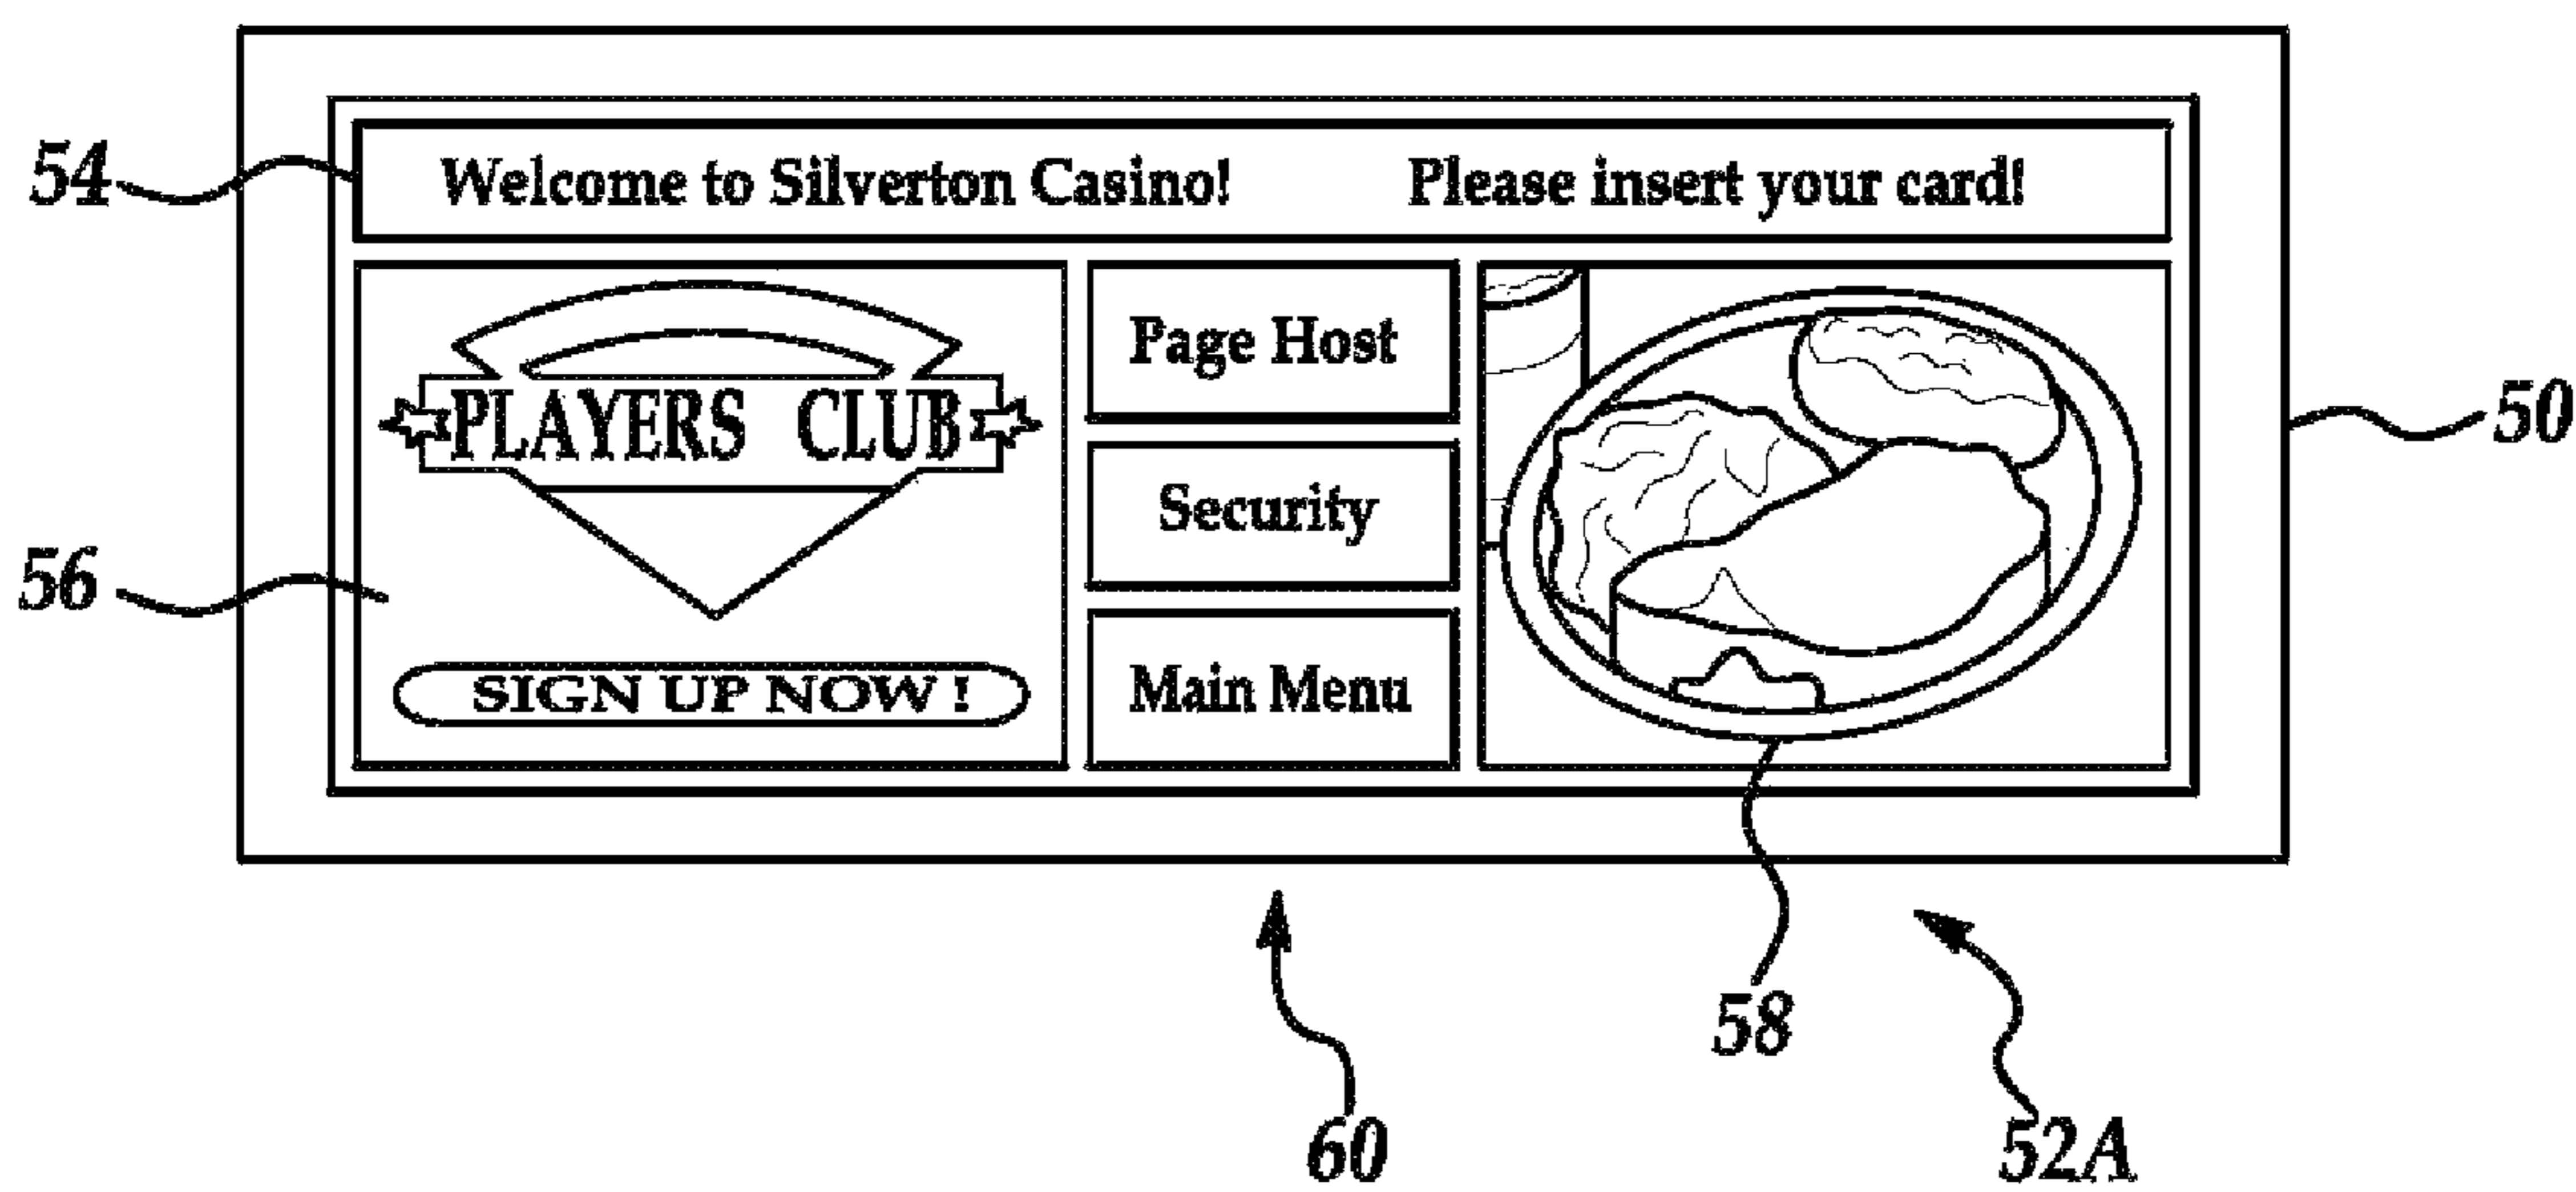 54
Welcome to Silverton Casino! Please insert your card!
PLAYERS CLUB
SIGN UP NOW !
Page Host
Security
Main Menu
50
56
58
60
52A